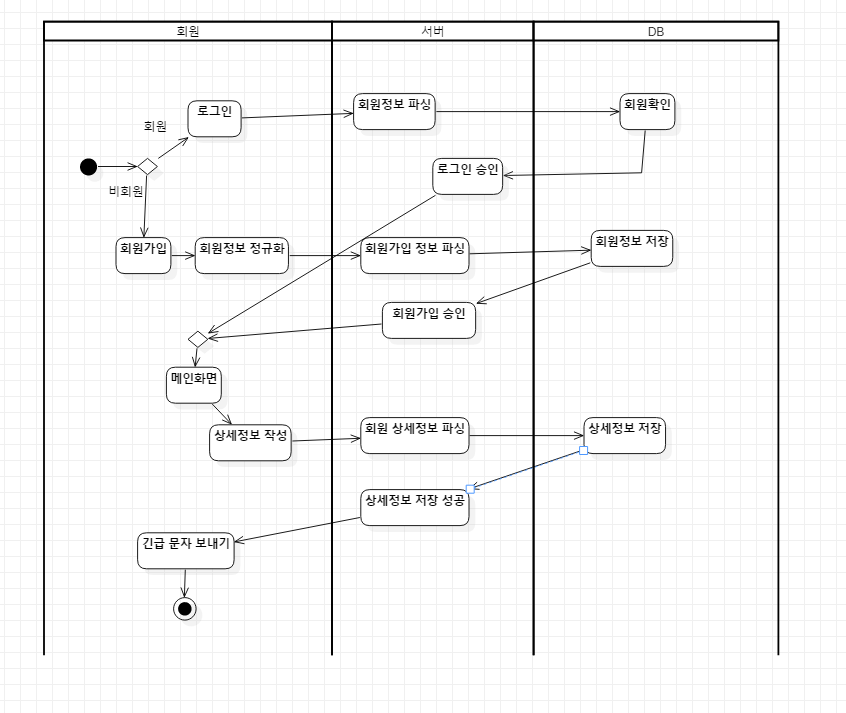 회원
서버
DB
로그인
회원정보 파싱
회원확인
회원
로그인 승인
비회원
회원가입
회원정보 정규화
회원가입 정보 파싱
회원정보 저장
회원가입 승인
메인화면
상세정보 작성
회원 상세정보 파싱
상세정보 저장
상세정보 저장 성공
긴급 문자 보내기